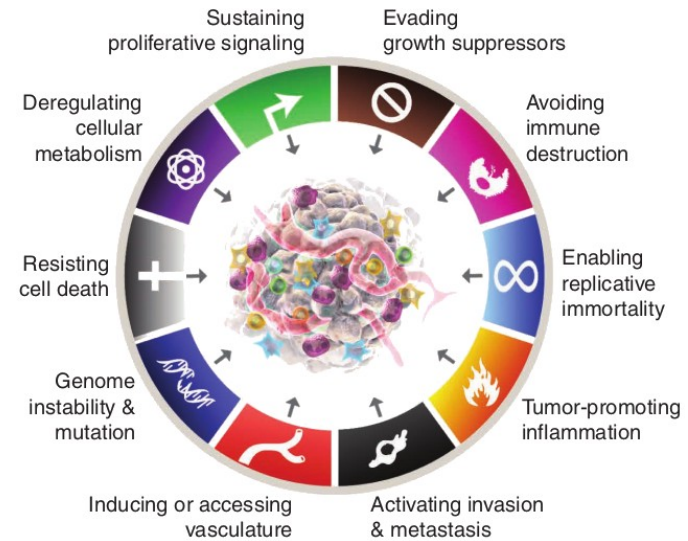 Sustaining
proliferative signaling
Evading
growth suppressors
Deregulating
cellular
metabolism
Avoiding
immune
destruction
Resisting
cell death
Enabling
replicative
immortality
Genome
instability &
mutation
Tumor-promoting
inflammation
Inducing or accessing
vasculature
Activating invasion
& metastasis